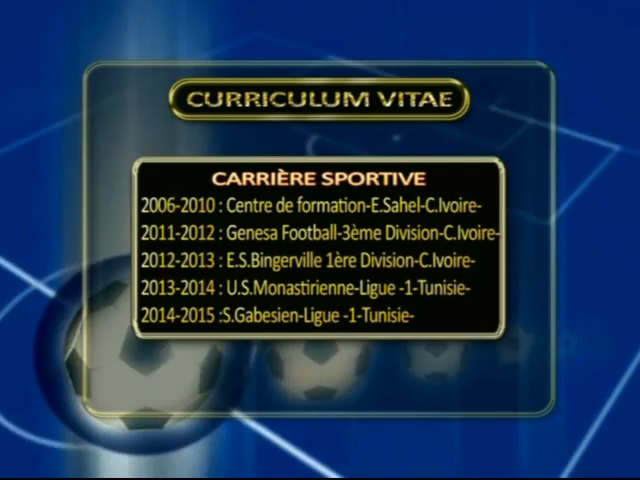 CURRICULUM VITAE
CARRIÈRE SPORTIVE
2006-2010 : Centre de formation-E.Sahel-C.Ivoire-
2011-2012 : Genesa Football-3ème Division-C.Ivoire-
2012-2013 : E.S.Bingerville 1ère Division-C.Ivoire-
2013-2014 : U.S.Monastirienne-Ligue -1-Tunisie-
2014-2015 :S.Gabesien-Ligue -1-Tunisie-